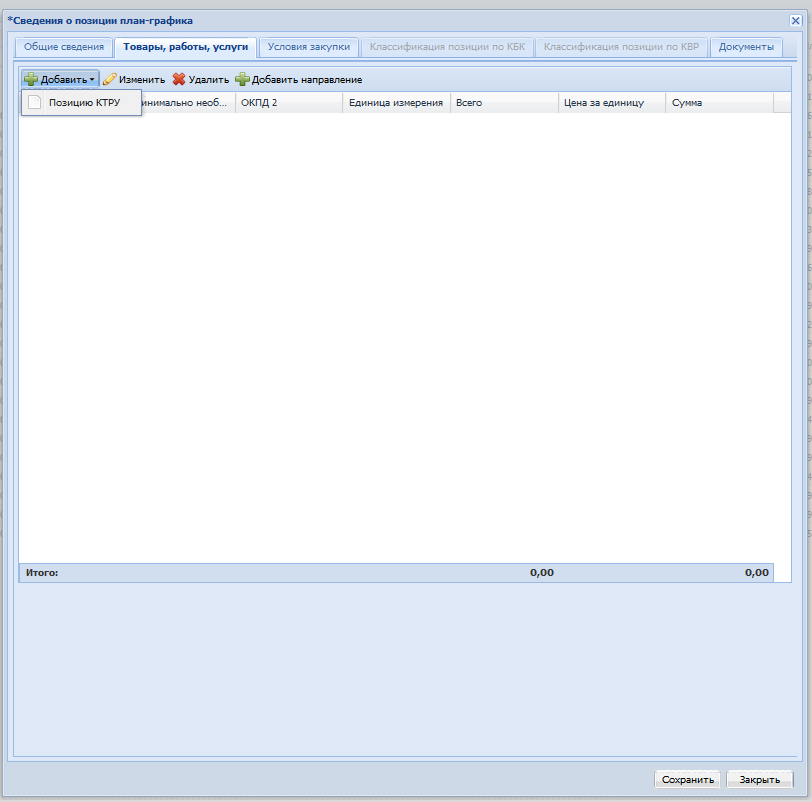 *Сведения о позиции план-графика
Общие сведения Товары, работы, услуги Условия закупки Классификация позиции по КБК Классификация позиции по КВР Документы
Добавить Изменить Удалить Добавить направление
Позицию КТРУ инимально необ... ОКПД 2 Единица измерения Всего Цена за единицу Сумма
Итого: 0,00 0,00
Сохранить Закрыть